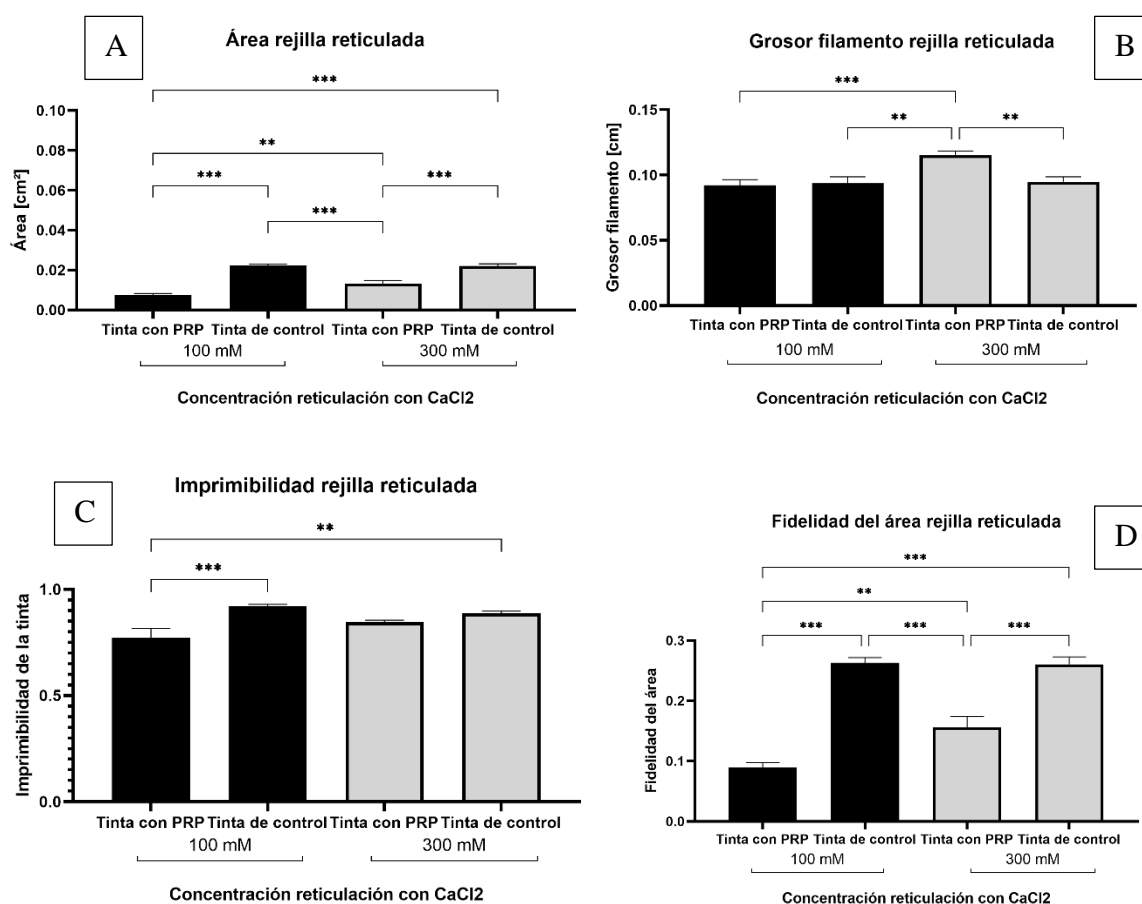 A
Área rejilla reticulada
***
**
***
***
***
0.10
0.08
0.06
0.04
0.02
0.00
Área [cm²]
Tinta con PRP Tinta de control Tinta con PRP Tinta de control
100 mM
300 mM
Concentración reticulación con CaCl2
B
Grosor filamento rejilla reticulada
***
**
**
0.15
0.10
0.05
0.00
Grosor filamento [cm]
Tinta con PRP Tinta de control Tinta con PRP Tinta de control
100 mM
300 mM
Concentración reticulación con CaCl2
C
Imprimibilidad rejilla reticulada
**
***
1.0
0.5
0.0
Imprimibilidad de la tinta
Tinta con PRP Tinta de control Tinta con PRP Tinta de control
100 mM
300 mM
Concentración reticulación con CaCl2
D
Fidelidad del área rejilla reticulada
***
**
***
***
***
0.3
0.2
0.1
0.0
Fidelidad del área
Tinta con PRP Tinta de control Tinta con PRP Tinta de control
100 mM
300 mM
Concentración reticulación con CaCl2